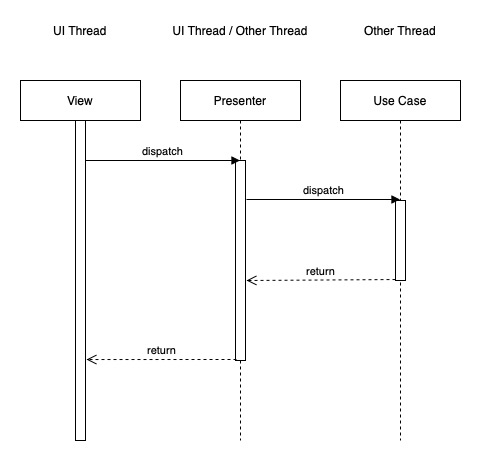 UI Thread
UI Thread / Other Thread
Other Thread
View
Presenter
Use Case
dispatch
dispatch
return
return